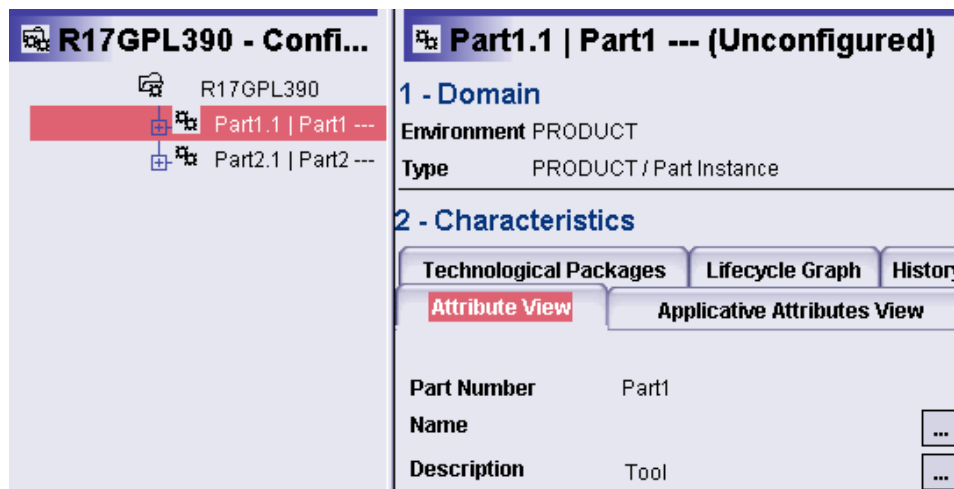 R17GPL390 - Confi...
R17GPL390
Part1.1 | Part1 ---
Part2.1 | Part2 ---
Part1.1 | Part1 --- (Unconfigured)
1 - Domain
Environment PRODUCT
Type PRODUCT / Part Instance
2 - Characteristics
Technological Packages Lifecycle Graph History
Attribute View Applicative Attributes View
Part Number Part1
Name ...
Description Tool ...